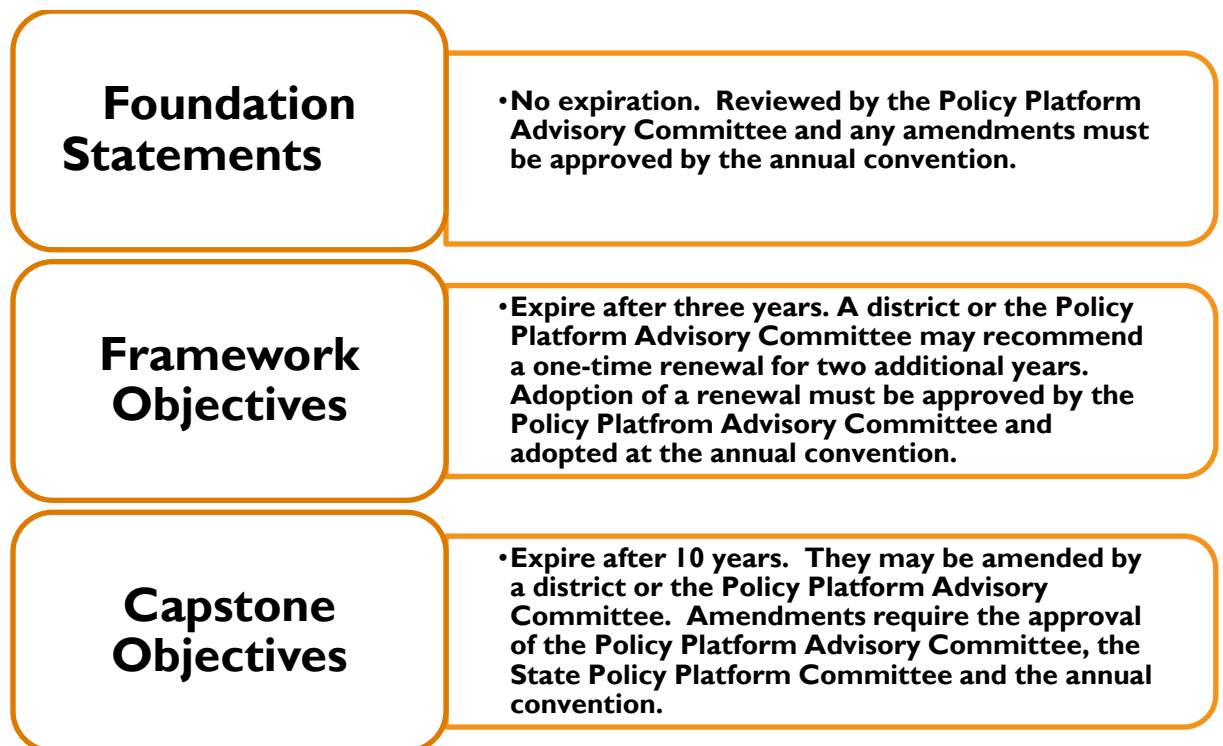 Foundation
Statements
•No expiration.  Reviewed by the Policy Platform
Advisory Committee and any amendments must
be approved by the annual convention.
Framework
Objectives
•Expire after three years. A district or the Policy
Platform Advisory Committee may recommend
a one-time renewal for two additional years.
Adoption of a renewal must be approved by the
Policy Platfrom Advisory Committee and
adopted at the annual convention.
Capstone
Objectives
•Expire after 10 years.  They may be amended by
a district or the Policy Platform Advisory
Committee.  Amendments require the approval
of the Policy Platform Advisory Committee, the
State Policy Platform Committee and the annual
convention.